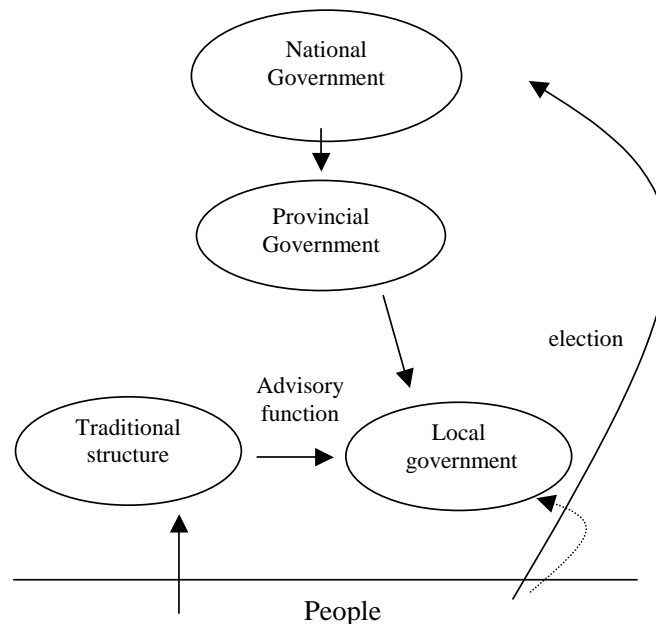 National
Government
Provincial
Government
election
Advisory
function
Traditional
structure
Local
government
People